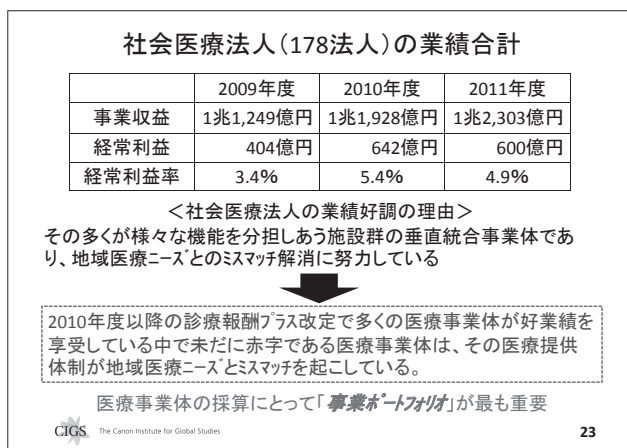 社会医療法人（178法人）の業績合計
2009年度 2010年度 2011年度
事業収益 1兆1,249億円 1兆1,928億円 1兆2,303億円
経常利益 404億円 642億円 600億円
経常利益率 3.4% 5.4% 4.9%
＜社会医療法人の業績好調の理由＞
その多くが様々な機能を分担しあう施設群の垂直統合事業体であ
り、地域医療ﾆｰｽﾞとのﾐｽﾏｯﾁ解消に努力している
2010年度以降の診療報酬ﾌﾟﾗｽ改定で多くの医療事業体が好業績を
享受している中で未だに赤字である医療事業体は、その医療提供
体制が地域医療ﾆｰｽﾞとﾐｽﾏｯﾁを起こしている。
医療事業体の採算にとって「事業ﾎﾟｰﾄﾌｫﾘｵ」が最も重要
CIGS The Canon Institute for Global Studies 23